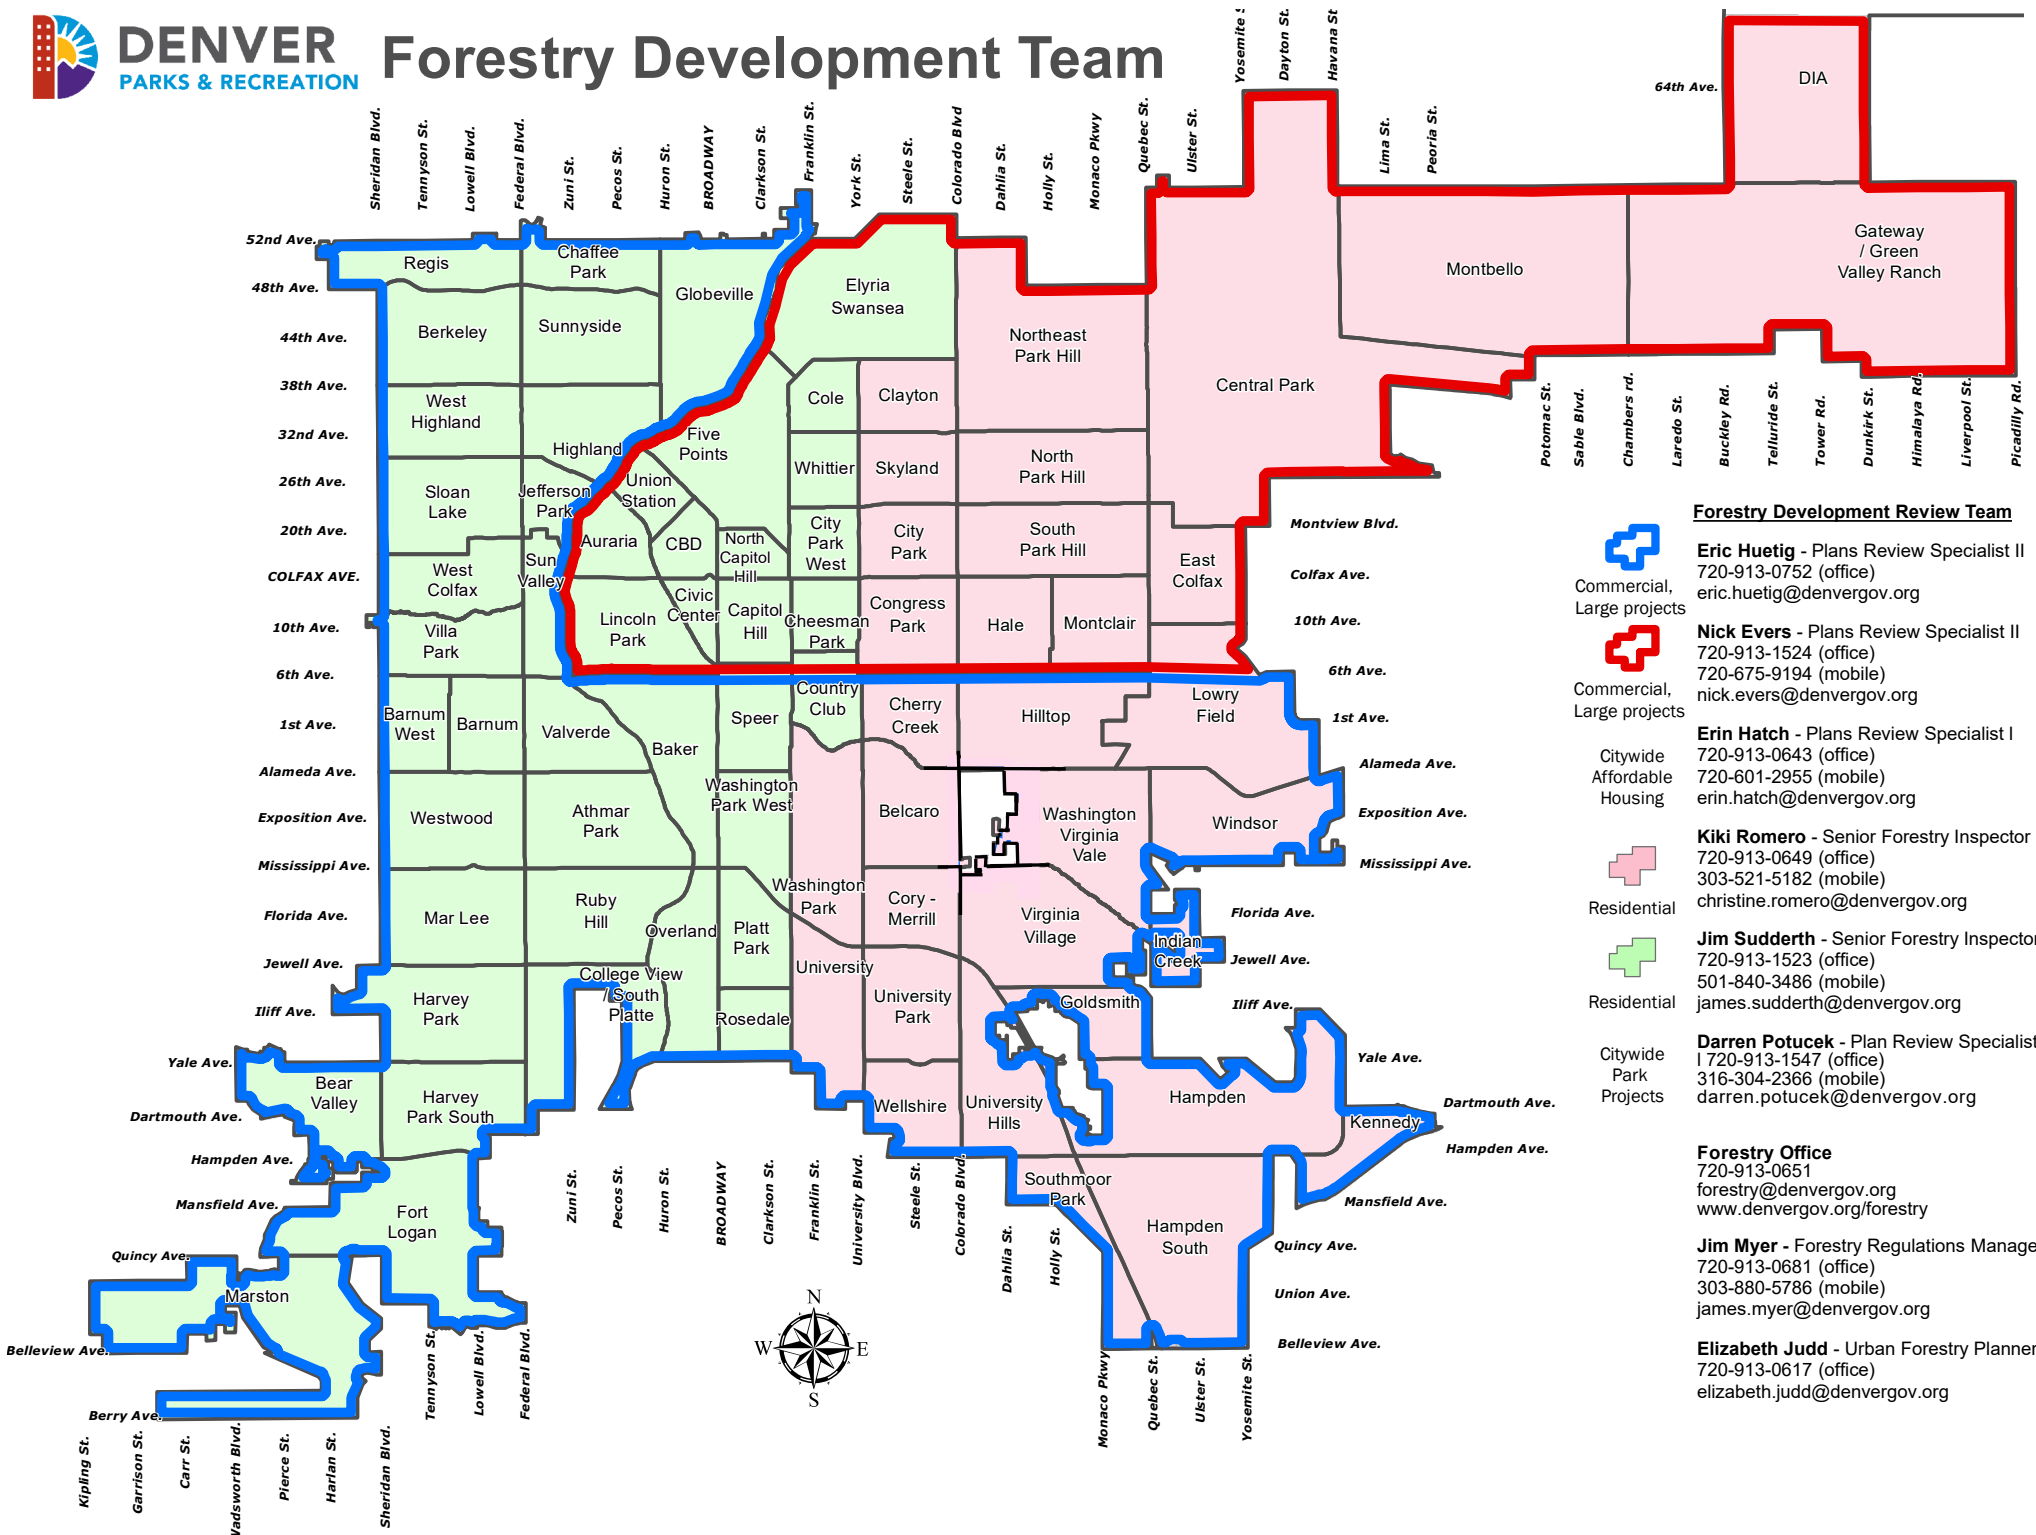 DENVER
PARKS & RECREATION
Forestry Development Team
Sheridan Blvd.
Tennyson St.
Lowell Blvd.
Federal Blvd.
Zuni St.
Pecos St.
Huron St.
BROADWAY
Clarkson St.
Franklin St.
York St.
Steele St.
Colorado Blvd
Dahlia St.
Holly St.
Monaco Pkwy
Quebec St.
Ulster St.
Yosemite S
Dayton St.
Havana St
Lima St.
Peoria St.
64th Ave.
DIA
52nd Ave.
48th Ave.
44th Ave.
38th Ave.
32nd Ave.
26th Ave.
20th Ave.
COLFAX AVE.
10th Ave.
6th Ave.
1st Ave.
Alameda Ave.
Exposition Ave.
Mississippi Ave.
Florida Ave.
Jewell Ave.
Iliff Ave.
Yale Ave.
Dartmouth Ave.
Hampden Ave.
Mansfield Ave.
Quincy Ave.
Belleview Ave.
Berry Ave.
Regis
Chaffee
Park
Globeville
Elyria
Swansea
Berkeley
Sunnyside
Northeast
Park Hill
Central Park
Montbello
Gateway
/ Green
Valley Ranch
West
Highland
Highland
Five
Points
Cole
Clayton
Whittier
Skyland
North
Park Hill
Sloan
Lake
Jefferson
Park
Union
Station
Auraria
CBD
North
Capitol
Hill
City
Park
West
City
Park
South
Park Hill
East
Colfax
West
Colfax
Sun
Valley
Lincoln
Park
Civic
Center
Capitol
Hill
Cheesman
Park
Congress
Park
Hale
Montclair
Villa
Park
Barnum
West
Barnum
Valverde
Baker
Speer
Country
Club
Cherry
Creek
Hilltop
Lowry
Field
Westwood
Athmar
Park
Washington
Park West
Belcaro
Washington
Virginia
Vale
Windsor
Mar Lee
Ruby
Hill
Overland
Platt
Park
Washington
Park
Cory -
Merrill
Virginia
Village
Indian
Creek
Harvey
Park
College View
/ South
Platte
Rosedale
University
University
Park
Goldsmith
Bear
Valley
Harvey
Park South
Wellshire
University
Hills
Hampden
Kennedy
Fort
Logan
Southmoor
Park
Hampden
South
Marston
Potomac St.
Sable Blvd.
Chambers rd.
Laredo St.
Buckley Rd.
Telluride St.
Tower Rd.
Dunkirk St.
Himalaya Rd.
Liverpool St.
Picadilly Rd.
Montview Blvd.
Colfax Ave.
10th Ave.
6th Ave.
1st Ave.
Alameda Ave.
Exposition Ave.
Mississippi Ave.
Florida Ave.
Jewell Ave.
Iliff Ave.
Yale Ave.
Dartmouth Ave.
Hampden Ave.
Mansfield Ave.
Quincy Ave.
Union Ave.
Belleview Ave.
Zuni St.
Pecos St.
Huron St.
BROADWAY
Clarkson St.
Franklin St.
University Blvd.
Steele St.
Colorado Blvd.
Dahlia St.
Holly St.
Monaco Pkwy
Quebec St.
Ulster St.
Yosemite St.
Kipling St.
Garrison St.
Carr St.
Wadsworth Blvd.
Pierce St.
Harlan St.
Sheridan Blvd.
Tennyson St.
Lowell Blvd.
Federal Blvd.
N
W
E
S
Forestry Development Review Team
Commercial,
Large projects
Eric Huetig - Plans Review Specialist II
720-913-0752 (office)
eric.huetig@denvergov.org
Commercial,
Large projects
Nick Evers - Plans Review Specialist II
720-913-1524 (office)
720-675-9194 (mobile)
nick.evers@denvergov.org
Citywide
Affordable
Housing
Erin Hatch - Plans Review Specialist I
720-913-0643 (office)
720-601-2955 (mobile)
erin.hatch@denvergov.org
Residential
Kiki Romero - Senior Forestry Inspector
720-913-0649 (office)
303-521-5182 (mobile)
christine.romero@denvergov.org
Residential
Jim Sudderth - Senior Forestry Inspector
720-913-1523 (office)
501-840-3486 (mobile)
james.sudderth@denvergov.org
Citywide
Park
Projects
Darren Potucek - Plan Review Specialist
I 720-913-1547 (office)
316-304-2366 (mobile)
darren.potucek@denvergov.org
Forestry Office
720-913-0651
forestry@denvergov.org
www.denvergov.org/forestry
Jim Myer - Forestry Regulations Manage
720-913-0681 (office)
303-880-5786 (mobile)
james.myer@denvergov.org
Elizabeth Judd - Urban Forestry Planner
720-913-0617 (office)
elizabeth.judd@denvergov.org